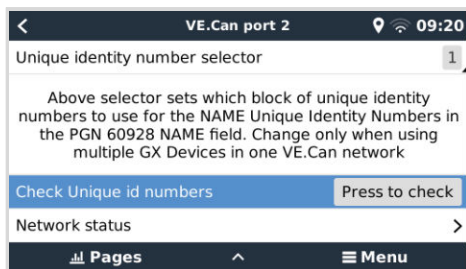 VE.Can port 2 09:20
Unique identity number selector 1
Above selector sets which block of unique identity
numbers to use for the NAME Unique Identity Numbers in
the PGN 60928 NAME field. Change only when using
multiple GX Devices in one VE.Can network
Check Unique id numbers Press to check
Network status
Pages Menu